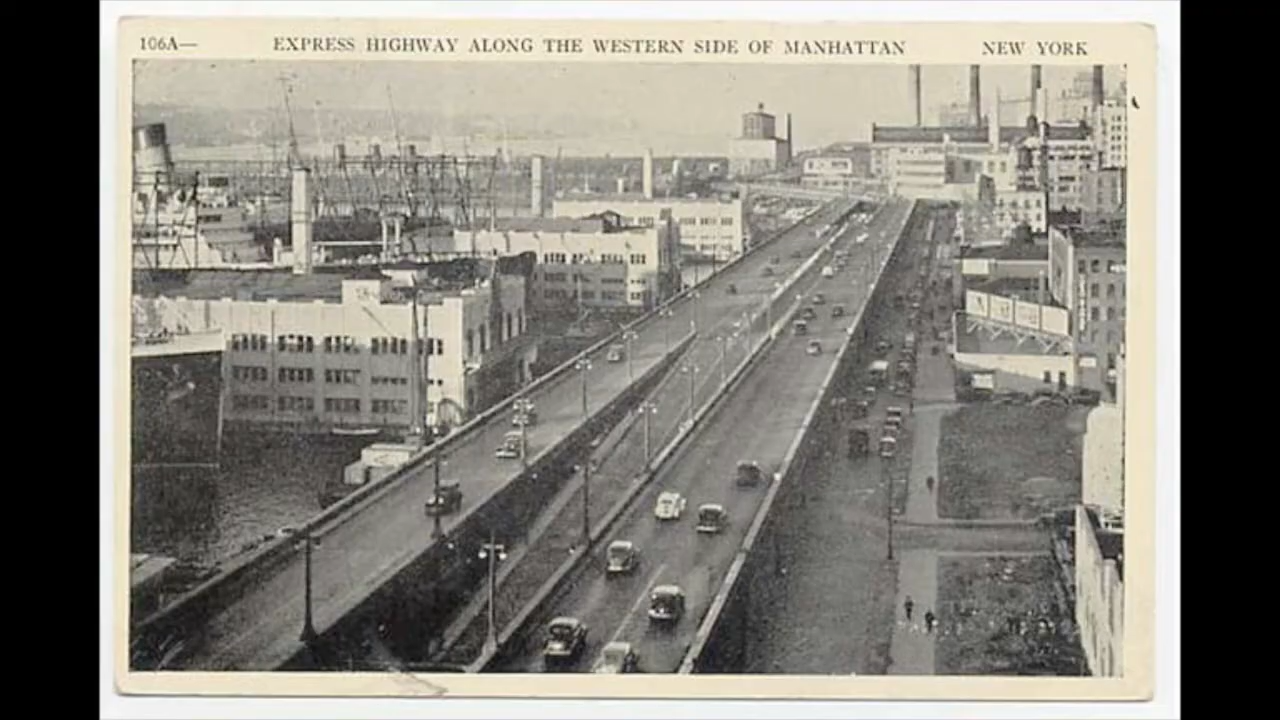 106A— EXPRESS HIGHWAY ALONG THE WESTERN SIDE OF MANHATTAN NEW YORK